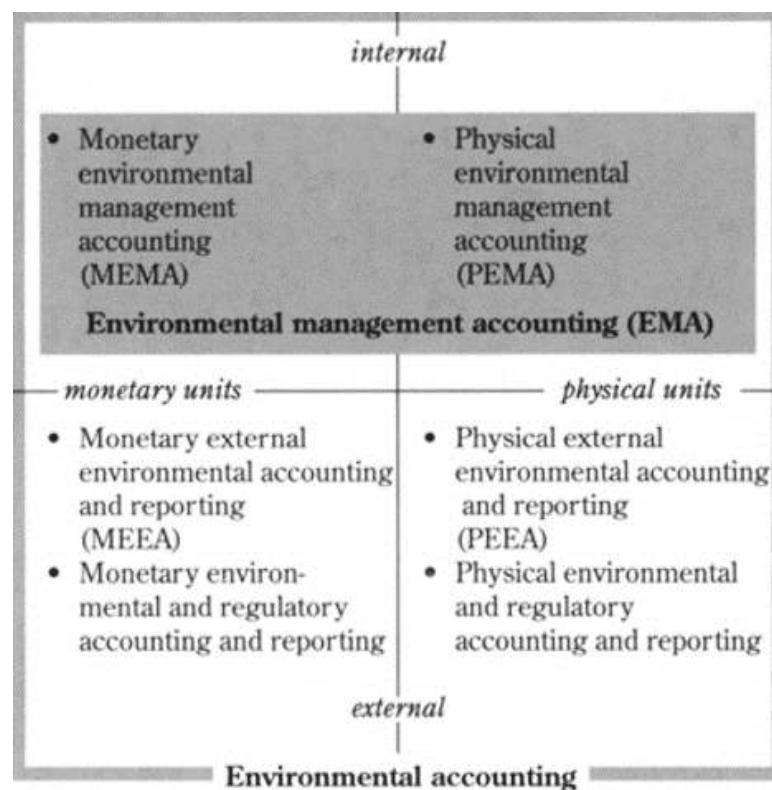 internal
• Monetary
environmental
management
accounting
(MEMA)
• Physical
environmental
management
accounting
(PEMA)
Environmental management accounting (EMA)
monetary units
physical units
• Monetary external
environmental accounting
and reporting
(MEEA)
• Monetary environ-
mental and regulatory
accounting and reporting
• Physical external
environmental accounting
and reporting
(PEEA)
• Physical environmental
and regulatory
accounting and reporting
external
Environmental accounting